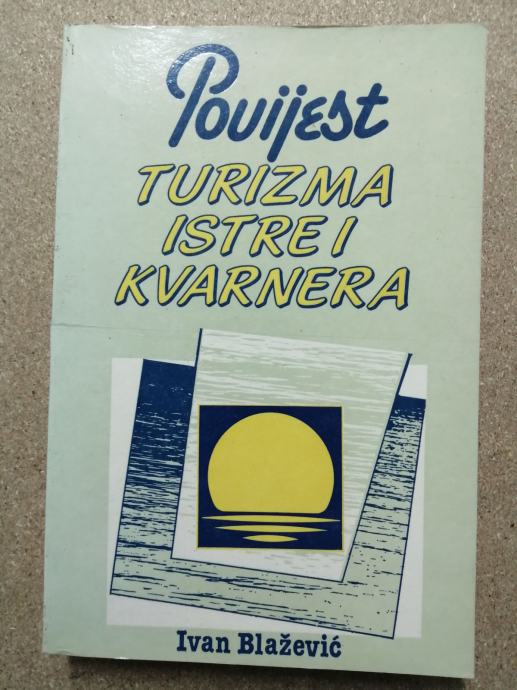 Povijest
TURIZMA
ISTRE I
KVARNERA
Ivan Blažević